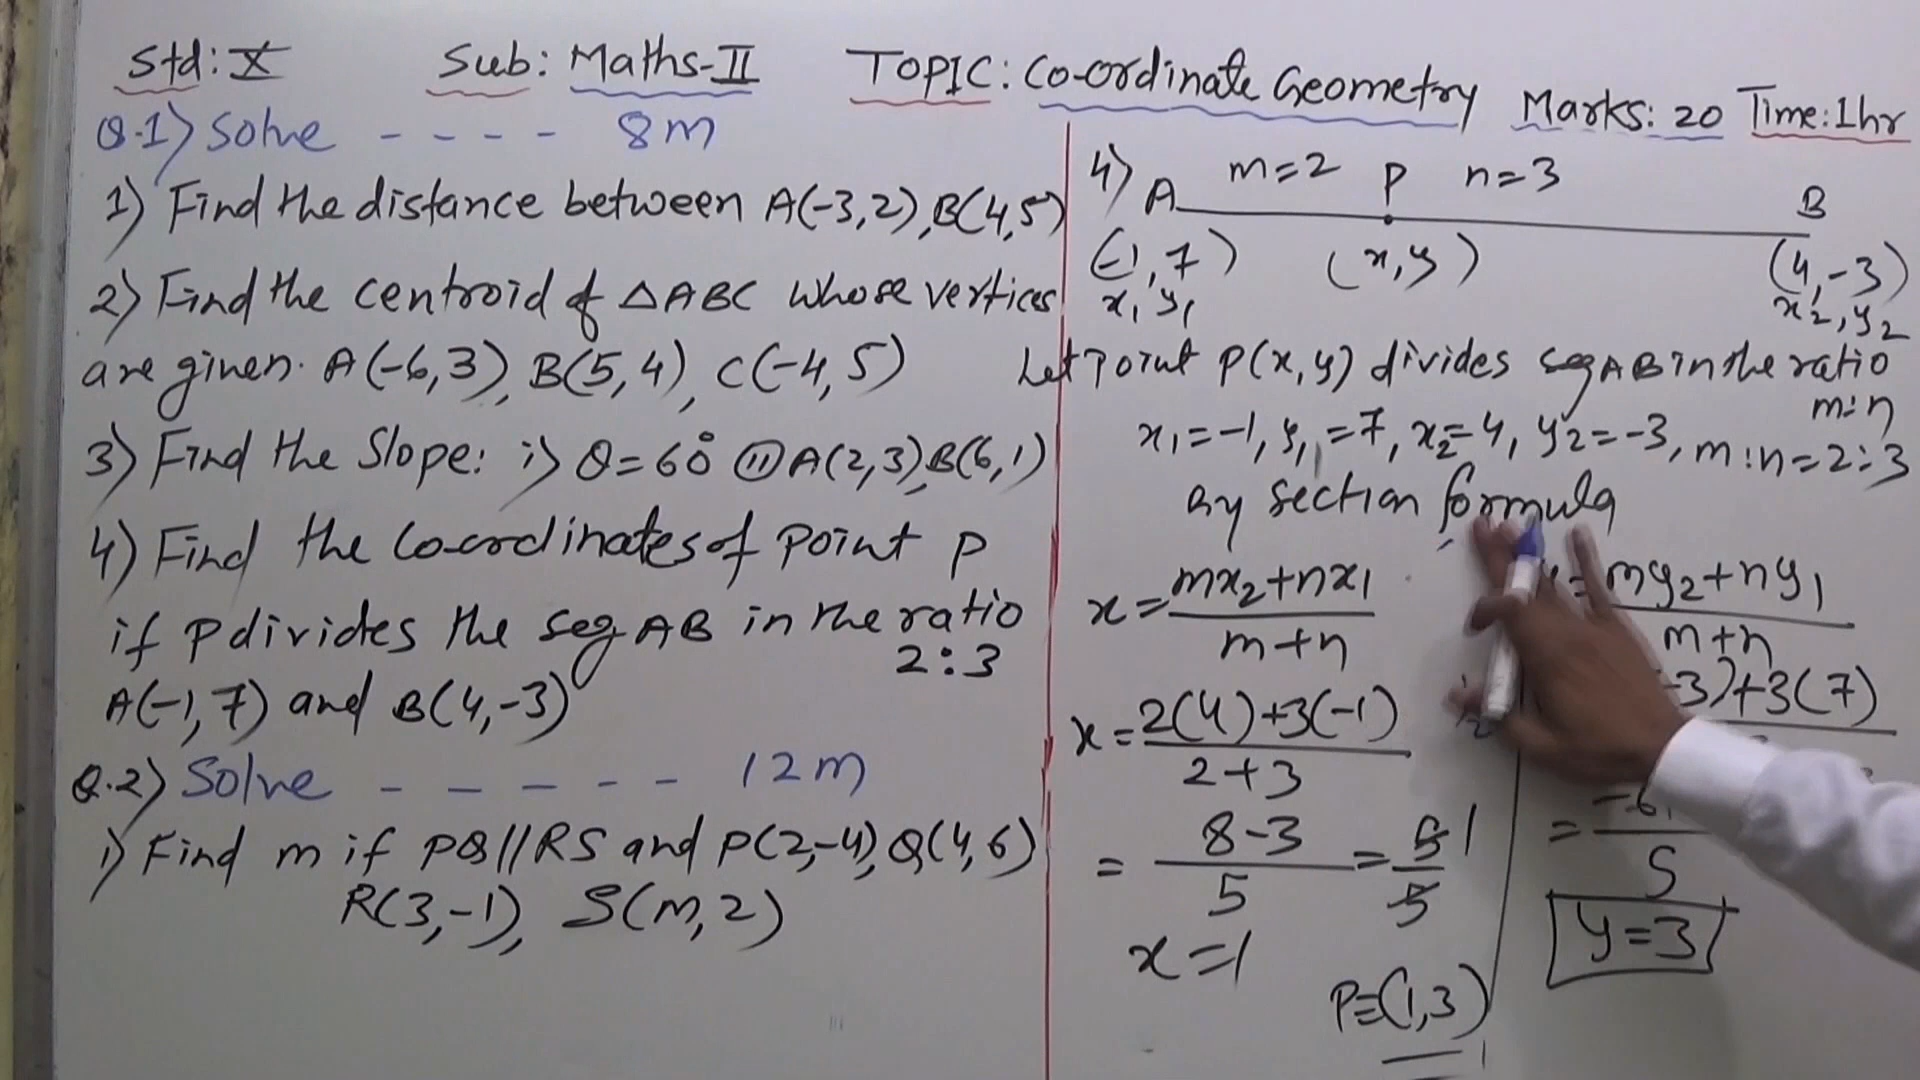 Std: X Sub: Maths-II TOPIC: Co-ordinate Geometry Marks: 20 Time: 1hr
Q.1) Solve - - - - 8m
1) Find the distance between A(-3,2), B(4,5)
2) Find the centroid of △ABC whose vertices
are given. A(-6,3), B(5,4), C(-4,5)
3) Find the Slope: i) θ=60° ii) A(2,3), B(6,1)
4) Find the Co-ordinates of point P
if P divides the seg AB in the ratio
2:3
A(-1,7) and B(4,-3)
Q.2) Solve - - - - - - 12m
i) Find m if PQ//RS and P(2,-4), Q(4,6)
R(3,-1), S(m,2)
4) A m=2 P n=3 B
(-1,7) (x,y) (4,-3)
x₁ y₁ x₂, y₂
Let point P(x,y) divides seg AB in the ratio
m:n
x₁=-1, y₁=7, x₂=4, y₂=-3, m:n=2:3
By section formula
x = mx₂+nx₁ / m+n
= my₂+ny₁ / m+n
x = 2(4)+3(-1) / 2+3
-3)+3(7)
= 8-3 / 5 = 5 1 / 5
= -6 / 5
x=1
y=3
P≡(1,3)